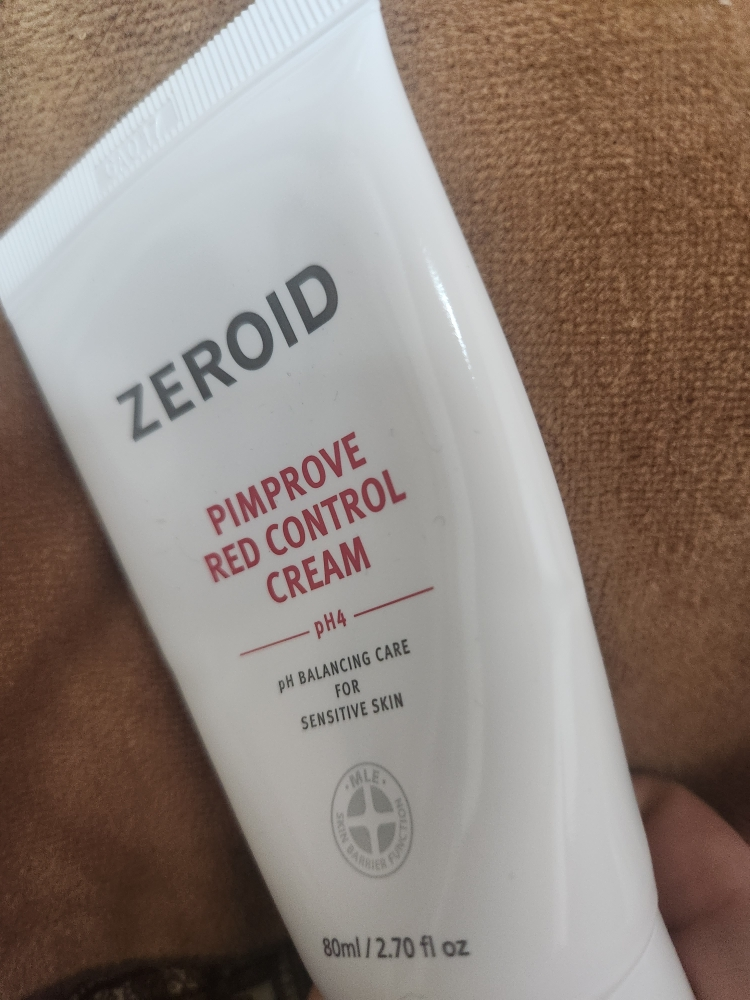 ZEROID
PIMPROVE
RED CONTROL
CREAM
pH4
pH BALANCING CARE
FOR
SENSITIVE SKIN
·MLE·
SKIN BARRIER FUNCTION
80ml / 2.70 fl oz